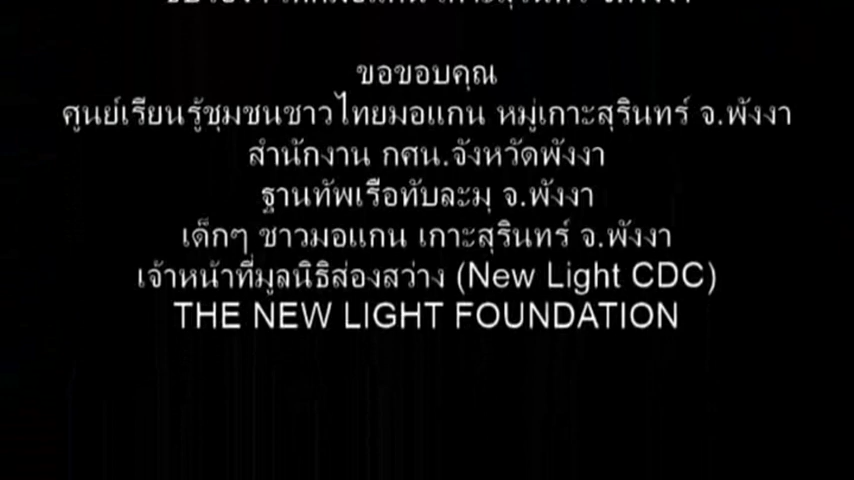 ขอขอบคุณ
ศูนย์เรียนรู้ชุมชนชาวไทยมอแกน หมู่เกาะสุรินทร์ จ.พังงา
สำนักงาน กศน.จังหวัดพังงา
ฐานทัพเรือทับละมุ จ.พังงา
เด็กๆ ชาวมอแกน เกาะสุรินทร์ จ.พังงา
เจ้าหน้าที่มูลนิธิส่องสว่าง (New Light CDC)
THE NEW LIGHT FOUNDATION